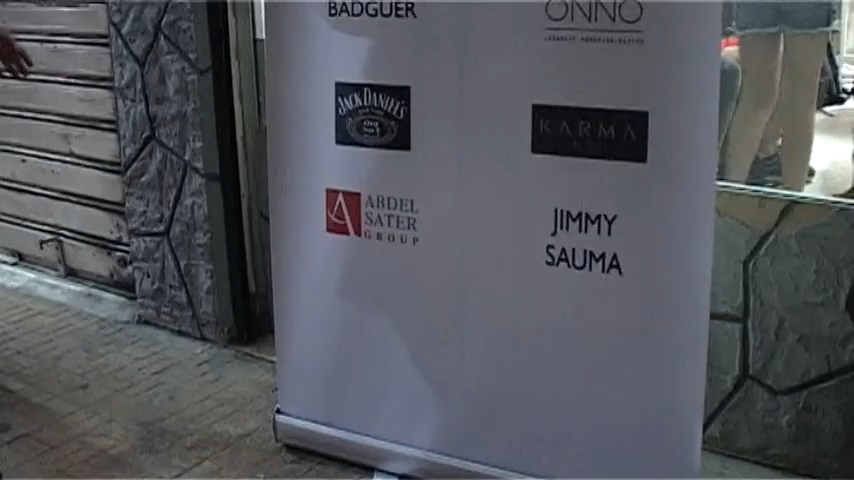 BADGUER
ONNO
JACK DANIEL'S
KARMA
ABDEL
SATER
GROUP
JIMMY
SAUMA